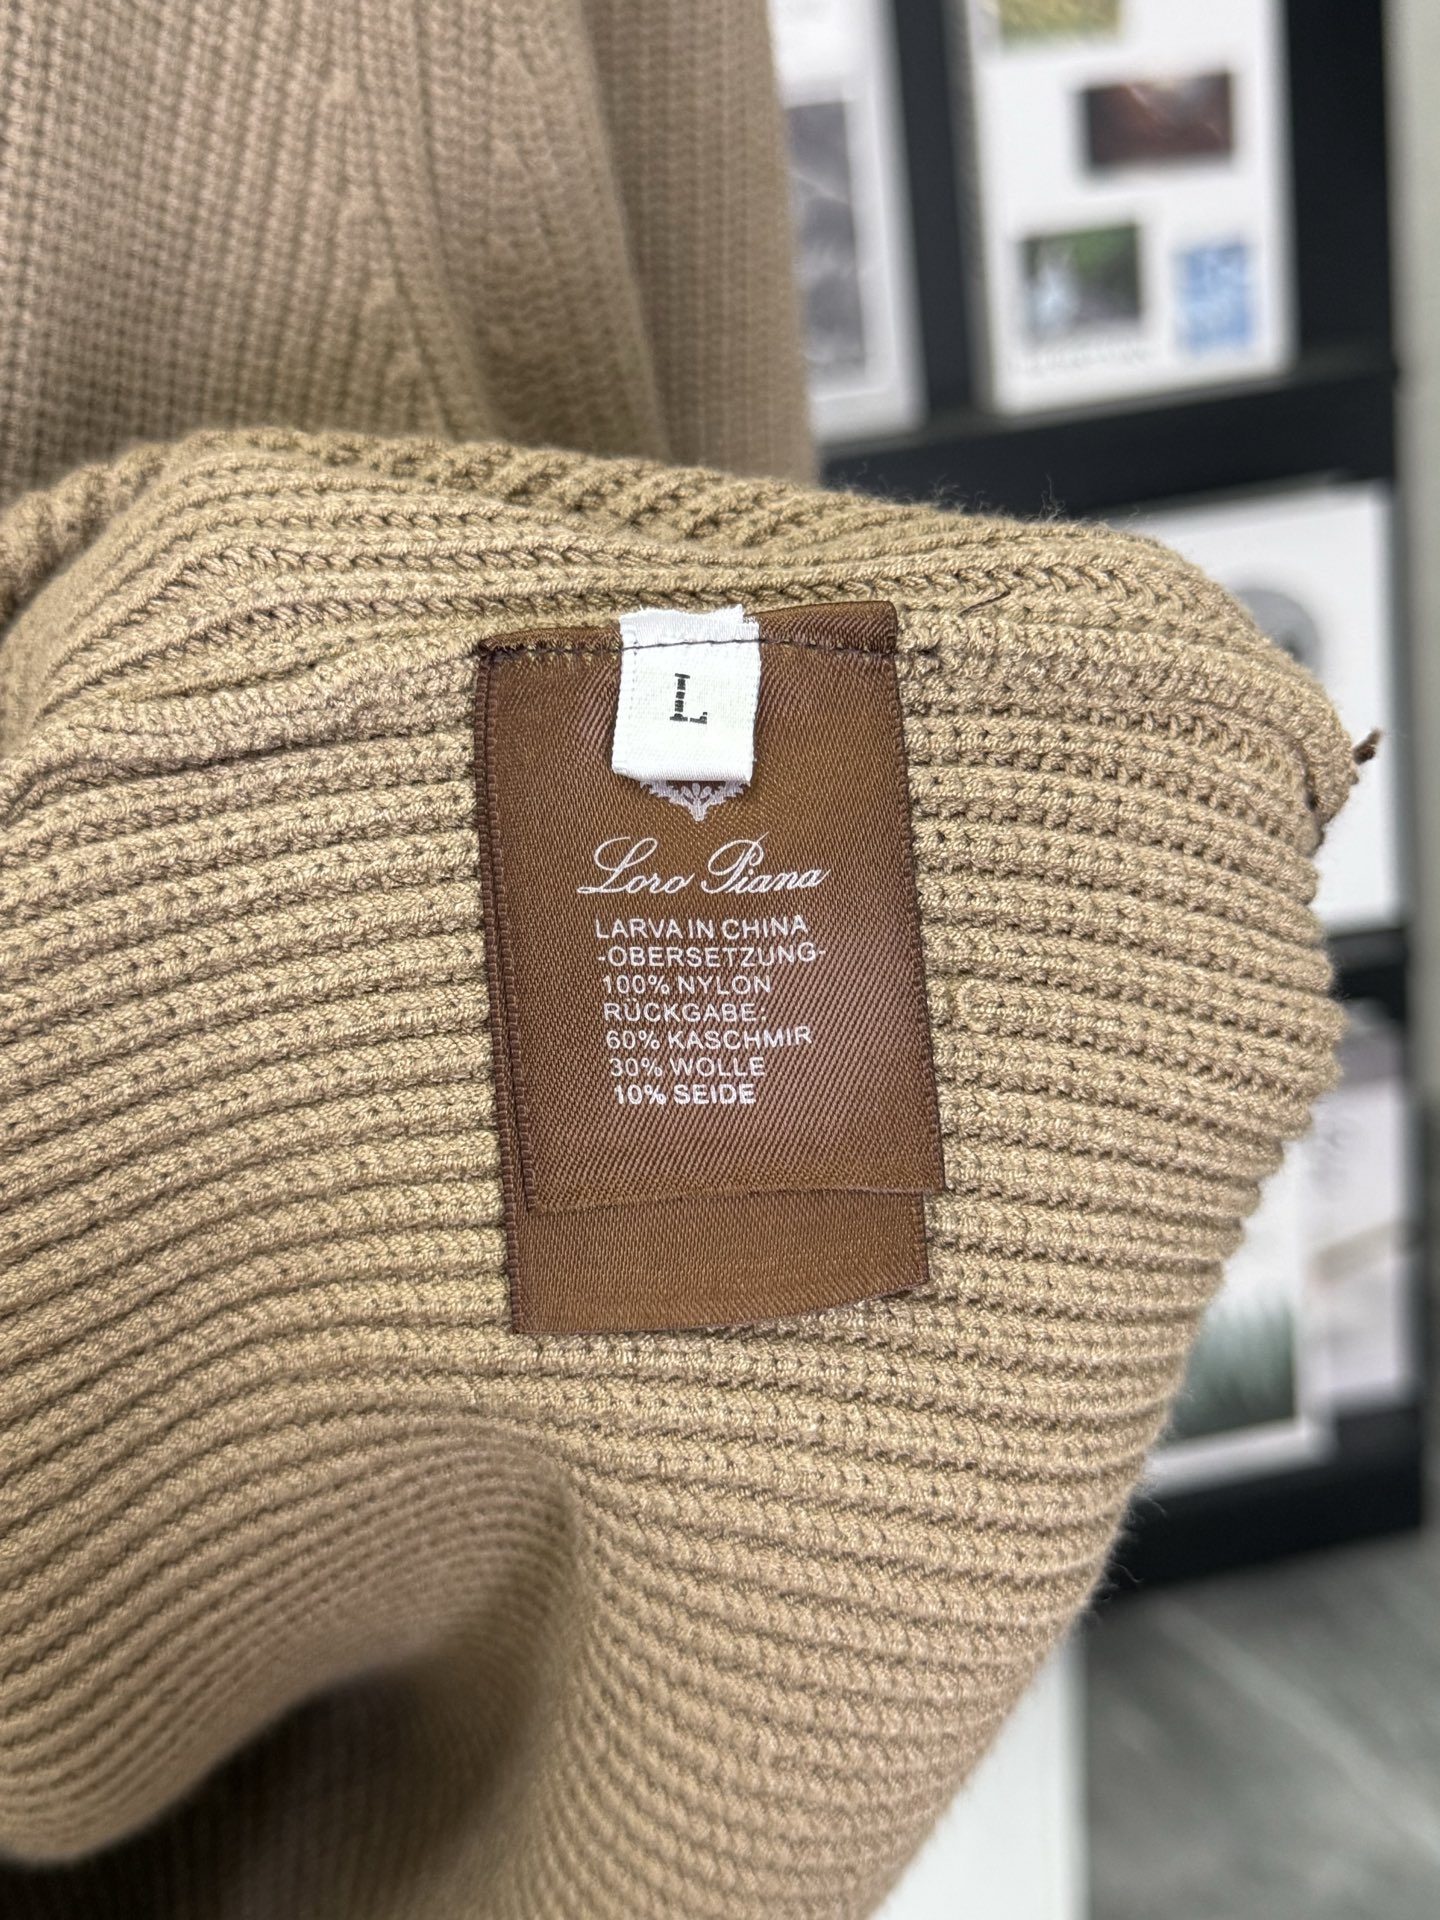 L
Loro Piana
LARVA IN CHINA
-OBERSETZUNG-
100% NYLON
RÜCKGABE:
60% KASCHMIR
30% WOLLE
10% SEIDE